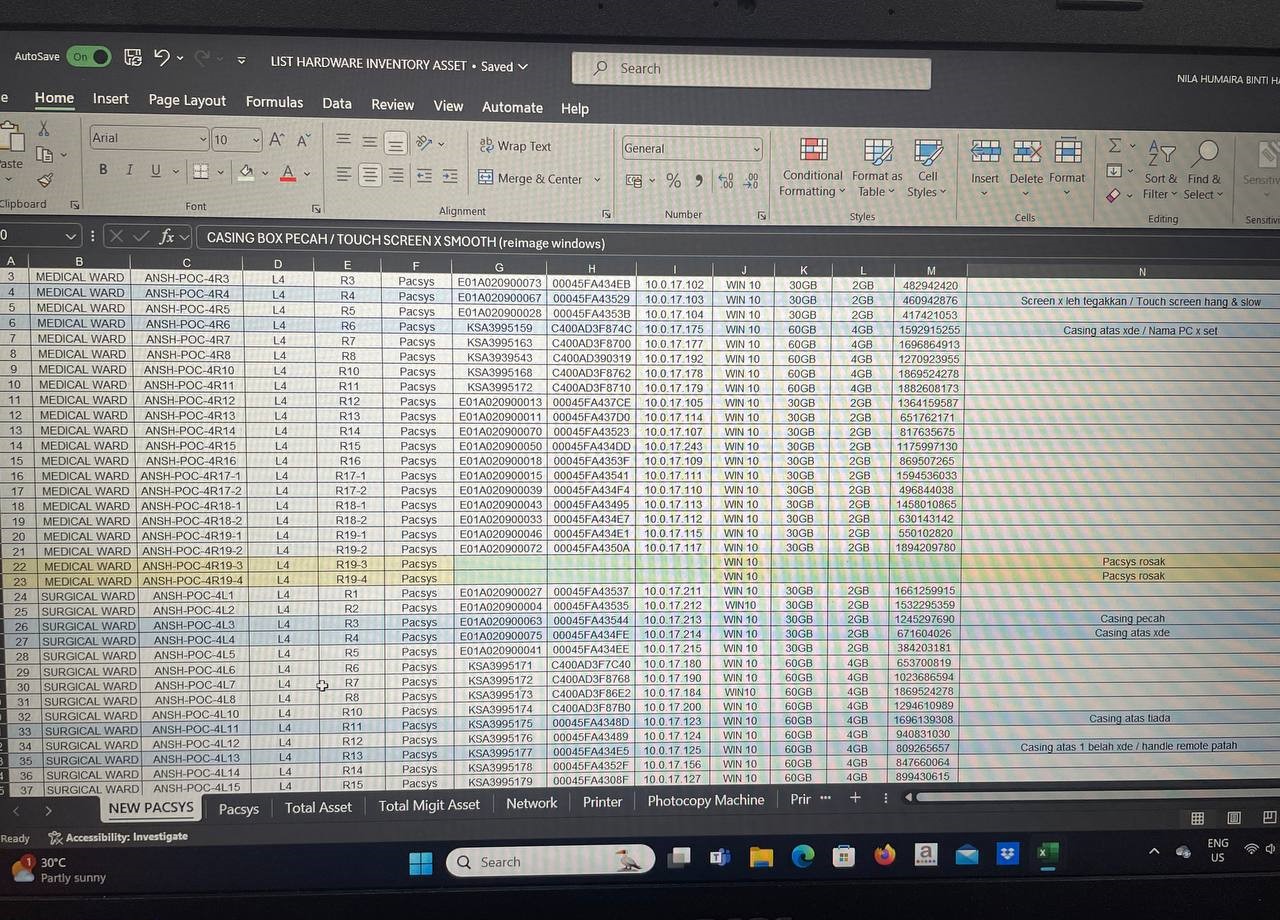 AutoSave On LIST HARDWARE INVENTORY ASSET • Saved Search NILA HUMAIRA BINTI
Home Insert Page Layout Formulas Data Review View Automate Help
Arial 10 Wrap Text General
Merge & Center Conditional Formatting Format as Table Cell Styles Insert Delete Format Sort & Filter Find & Select
Clipboard Font Alignment Number Styles Cells Editing
fx CASING BOX PECAH / TOUCH SCREEN X SMOOTH (reimage windows)
A B C D E F G H I J K L M N
3 MEDICAL WARD ANSH-POC-4R3 L4 R3 Pacsys E01A020900073 00045FA434EB 10.0.17.102 WIN 10 30GB 2GB 482942420
4 MEDICAL WARD ANSH-POC-4R4 L4 R4 Pacsys E01A020900067 00045FA43529 10.0.17.103 WIN 10 30GB 2GB 460942876 Screen x leh tegakkan / Touch screen hang & slow
5 MEDICAL WARD ANSH-POC-4R5 L4 R5 Pacsys E01A020900028 00045FA4353B 10.0.17.104 WIN 10 30GB 2GB 417421053
6 MEDICAL WARD ANSH-POC-4R6 L4 R6 Pacsys KSA3995159 C400AD3F874C 10.0.17.175 WIN 10 60GB 4GB 1592915255 Casing atas xde / Nama PC x set
7 MEDICAL WARD ANSH-POC-4R7 L4 R7 Pacsys KSA3995163 C400AD3F8700 10.0.17.177 WIN 10 60GB 4GB 1696864913
8 MEDICAL WARD ANSH-POC-4R8 L4 R8 Pacsys KSA3939543 C400AD390319 10.0.17.192 WIN 10 60GB 4GB 1270923955
9 MEDICAL WARD ANSH-POC-4R10 L4 R10 Pacsys KSA3995168 C400AD3F8762 10.0.17.178 WIN 10 60GB 4GB 1869524278
10 MEDICAL WARD ANSH-POC-4R11 L4 R11 Pacsys KSA3995172 C400AD3F8710 10.0.17.179 WIN 10 60GB 4GB 1882608173
11 MEDICAL WARD ANSH-POC-4R12 L4 R12 Pacsys E01A020900013 00045FA437CE 10.0.17.105 WIN 10 30GB 2GB 1364159587
12 MEDICAL WARD ANSH-POC-4R13 L4 R13 Pacsys E01A020900011 00045FA437D0 10.0.17.114 WIN 10 30GB 2GB 651762171
13 MEDICAL WARD ANSH-POC-4R14 L4 R14 Pacsys E01A020900070 00045FA43523 10.0.17.107 WIN 10 30GB 2GB 817635675
14 MEDICAL WARD ANSH-POC-4R15 L4 R15 Pacsys E01A020900050 00045FA434DD 10.0.17.243 WIN 10 30GB 2GB 1175997130
15 MEDICAL WARD ANSH-POC-4R16 L4 R16 Pacsys E01A020900018 00045FA4353F 10.0.17.109 WIN 10 30GB 2GB 869507265
16 MEDICAL WARD ANSH-POC-4R17-1 L4 R17-1 Pacsys E01A020900015 00045FA43541 10.0.17.111 WIN 10 30GB 2GB 1594536033
17 MEDICAL WARD ANSH-POC-4R17-2 L4 R17-2 Pacsys E01A020900039 00045FA434F4 10.0.17.110 WIN 10 30GB 2GB 496844038
18 MEDICAL WARD ANSH-POC-4R18-1 L4 R18-1 Pacsys E01A020900043 00045FA43495 10.0.17.113 WIN 10 30GB 2GB 1458010865
19 MEDICAL WARD ANSH-POC-4R18-2 L4 R18-2 Pacsys E01A020900033 00045FA434E7 10.0.17.112 WIN 10 30GB 2GB 630143142
20 MEDICAL WARD ANSH-POC-4R19-1 L4 R19-1 Pacsys E01A020900046 00045FA434E1 10.0.17.115 WIN 10 30GB 2GB 550102820
21 MEDICAL WARD ANSH-POC-4R19-2 L4 R19-2 Pacsys E01A020900072 00045FA4350A 10.0.17.117 WIN 10 30GB 2GB 1894209780
22 MEDICAL WARD ANSH-POC-4R19-3 L4 R19-3 Pacsys WIN 10 Pacsys rosak
23 MEDICAL WARD ANSH-POC-4R19-4 L4 R19-4 Pacsys WIN 10 Pacsys rosak
24 SURGICAL WARD ANSH-POC-4L1 L4 R1 Pacsys E01A020900027 00045FA43537 10.0.17.211 WIN 10 30GB 2GB 1661259915
25 SURGICAL WARD ANSH-POC-4L2 L4 R2 Pacsys E01A020900004 00045FA43535 10.0.17.212 WIN10 30GB 2GB 1532295359
26 SURGICAL WARD ANSH-POC-4L3 L4 R3 Pacsys E01A020900063 00045FA43544 10.0.17.213 WIN 10 30GB 2GB 1245297690 Casing pecah
27 SURGICAL WARD ANSH-POC-4L4 L4 R4 Pacsys E01A020900075 00045FA434FE 10.0.17.214 WIN 10 30GB 2GB 671604026 Casing atas xde
28 SURGICAL WARD ANSH-POC-4L5 L4 R5 Pacsys E01A020900041 00045FA434EE 10.0.17.215 WIN 10 30GB 2GB 384203181
29 SURGICAL WARD ANSH-POC-4L6 L4 R6 Pacsys KSA3995171 C400AD3F7C40 10.0.17.180 WIN 10 60GB 4GB 653700819
30 SURGICAL WARD ANSH-POC-4L7 L4 R7 Pacsys KSA3995172 C400AD3F8768 10.0.17.190 WIN 10 60GB 4GB 1023686594
31 SURGICAL WARD ANSH-POC-4L8 L4 R8 Pacsys KSA3995173 C400AD3F86E2 10.0.17.184 WIN10 60GB 4GB 1869524278
32 SURGICAL WARD ANSH-POC-4L10 L4 R10 Pacsys KSA3995174 C400AD3F87B0 10.0.17.200 WIN 10 60GB 4GB 1294610989
33 SURGICAL WARD ANSH-POC-4L11 L4 R11 Pacsys KSA3995175 00045FA4348D 10.0.17.123 WIN 10 60GB 4GB 1696139308 Casing atas tiada
34 SURGICAL WARD ANSH-POC-4L12 L4 R12 Pacsys KSA3995176 00045FA43489 10.0.17.124 WIN 10 60GB 4GB 940831030
35 SURGICAL WARD ANSH-POC-4L13 L4 R13 Pacsys KSA3995177 00045FA434E5 10.0.17.125 WIN 10 60GB 4GB 809265657 Casing atas 1 belah xde / handle remote patah
36 SURGICAL WARD ANSH-POC-4L14 L4 R14 Pacsys KSA3995178 00045FA4352F 10.0.17.156 WIN 10 60GB 4GB 847660064
37 SURGICAL WARD ANSH-POC-4L15 L4 R15 Pacsys KSA3995179 00045FA4308F 10.0.17.127 WIN 10 60GB 4GB 899430615
NEW PACSYS Pacsys Total Asset Total Migit Asset Network Printer Photocopy Machine Prir
Ready Accessibility: Investigate
1 30°C Search ENG
Partly sunny US